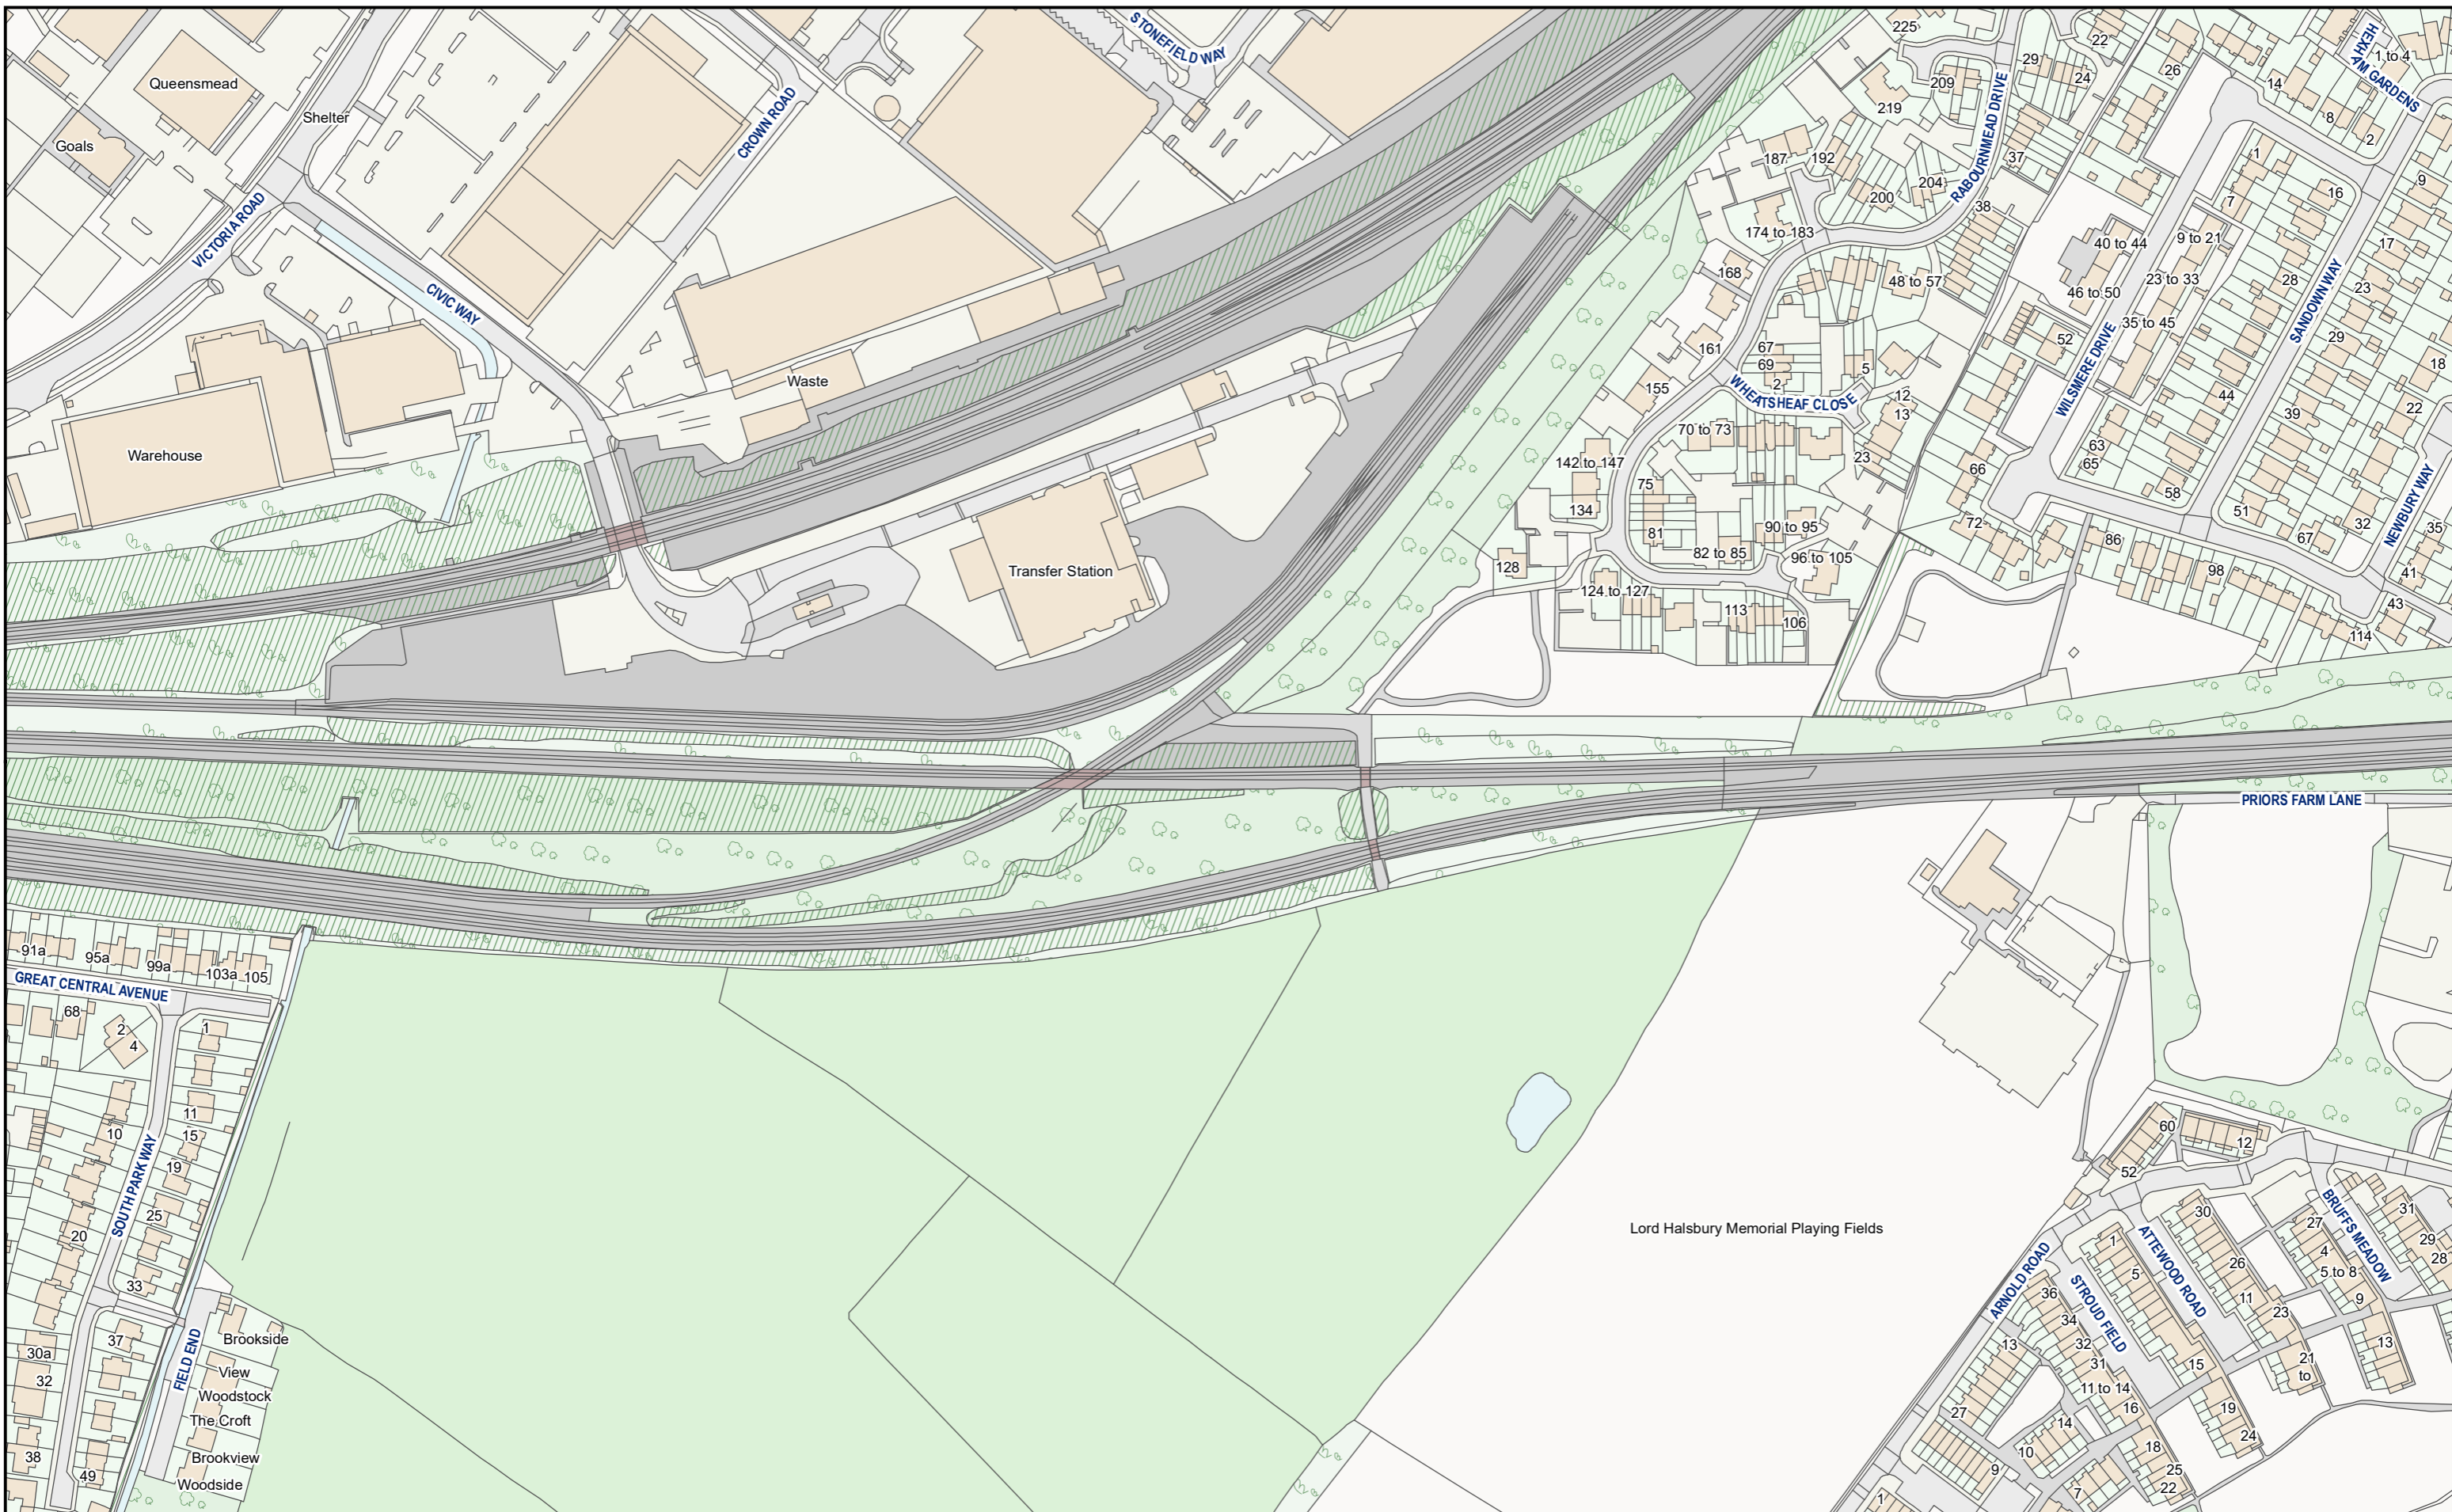 STONEFIELD WAY
225
22
HEXHAM GARDENS
1 to 4
Queensmead
29
26
24
209
14
Shelter
219
8
CROWN ROAD
2
Goals
RABOURNMEAD DRIVE
187
192
37
1
204
9
200
16
7
38
VICTORIA ROAD
174 to 183
40 to 44
9 to 21
17
168
48 to 57
23 to 33
28
23
46 to 50
CIVIC WAY
35 to 45
SANDOWN WAY
52
29
67
161
69
5
18
WILSMERE DRIVE
Waste
2
155
WHEATSHEAF CLOSE
12
44
22
13
39
70 to 73
63
Warehouse
142 to 147
23
65
66
75
58
NEWBURY WAY
134
51
72
32
35
81
90 to 95
67
86
82 to 85
96 to 105
128
Transfer Station
98
41
124 to 127
43
113
106
114
PRIORS FARM LANE
91a
95a
99a
103a
105
GREAT CENTRAL AVENUE
68
2
1
4
11
60
10
15
12
19
52
SOUTH PARK WAY
BRUFFS MEADOW
30
31
25
27
Lord Halsbury Memorial Playing Fields
20
1
ATTEWOOD ROAD
29
4
28
26
ARNOLD ROAD
5
5 to 8
33
STROUD FIELD
36
11
9
23
34
Brookside
37
13
32
13
30a
FIELD END
21
to
31
15
View
32
11 to 14
Woodstock
16
19
27
The Croft
14
24
10
18
38
Brookview
9
25
49
22
Woodside
7
1